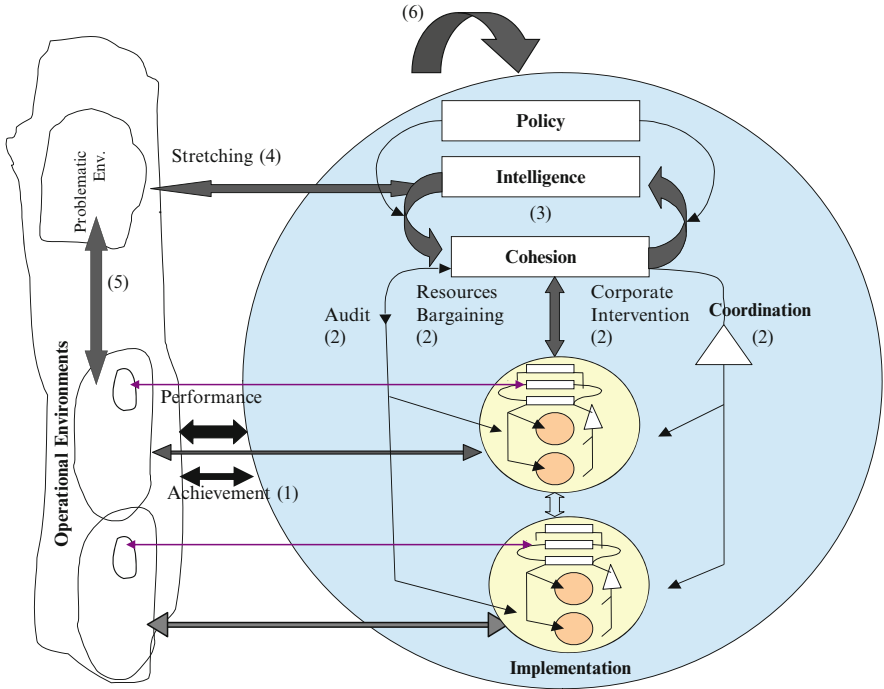 (6)
Policy
Problematic
Env.
Stretching (4)
Intelligence
(3)
Cohesion
(5)
Audit
(2)
Resources
Bargaining
(2)
Corporate
Intervention
(2)
Coordination
(2)
Operational Environments
Performance
Achievement (1)
Implementation